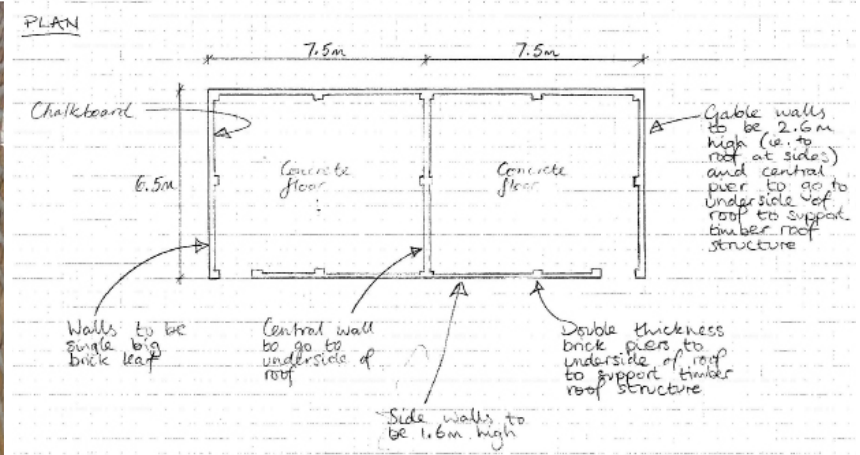 PLAN
7.5m
7.5m
Chalkboard
6.5m
Concrete
floor
Concrete
floor
Gable walls
to be 2.6m
high (ie. to
roof at sides)
and central
pier to go to
underside of
roof to support
timber roof
structure
Walls to be
single big
brick leaf
Central wall
to go to
underside of
roof
Side walls to
be 1.6m high
Double thickness
brick piers to
underside of roof
to support timber
roof structure